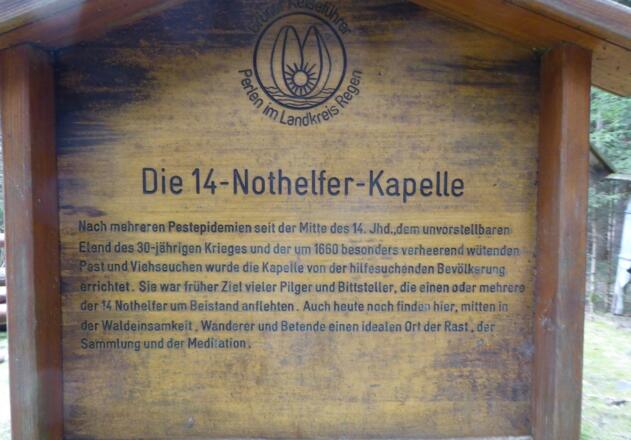 Reiseführer
Perlen im Landkreis Regen
Die 14-Nothelfer-Kapelle
Nach mehreren Pestepidemien seit der Mitte des 14. Jhd., dem unvorstellbaren
Elend des 30-jährigen Krieges und der um 1660 besonders verheerend wütenden
Pest und Viehseuchen wurde die Kapelle von der hilfesuchenden Bevölkerung
errichtet. Sie war früher Ziel vieler Pilger und Bittsteller, die einen oder mehrere
der 14 Nothelfer um Beistand anflehten. Auch heute noch finden hier, mitten in
der Waldeinsamkeit, Wanderer und Betende einen idealen Ort der Rast, der
Sammlung und der Meditation.